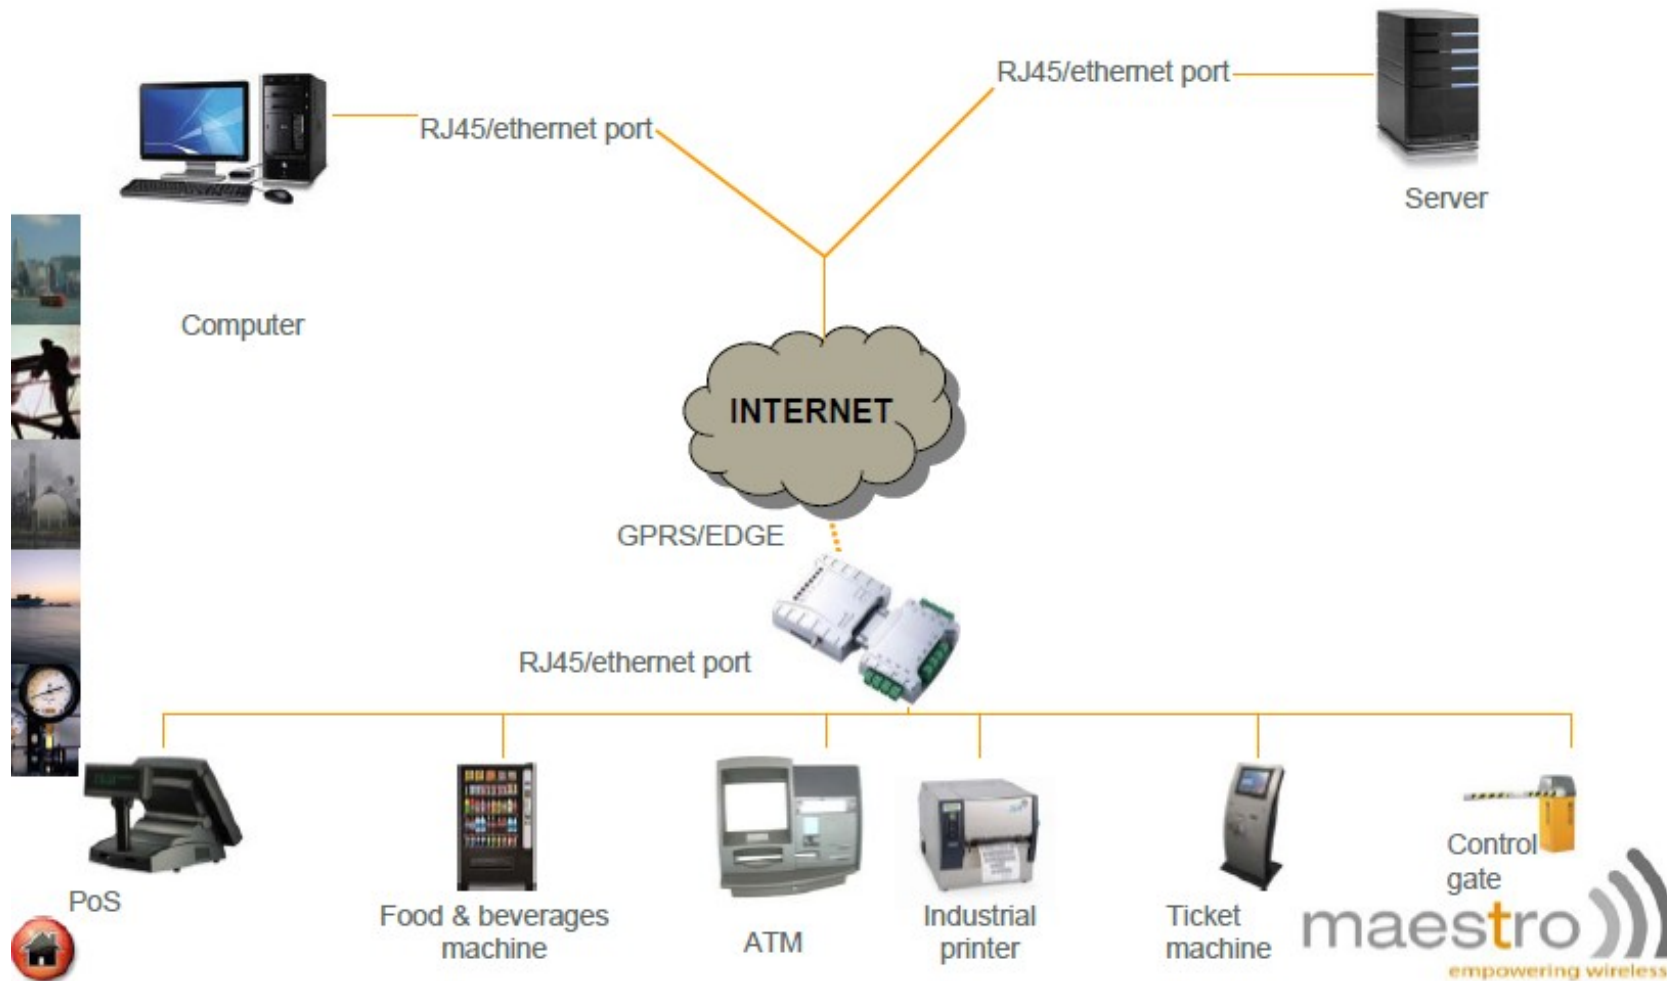 RJ45/ethernet port
RJ45/ethernet port
Server
Computer
INTERNET
GPRS/EDGE
RJ45/ethernet port
PoS
Food & beverages
machine
ATM
Industrial
printer
Ticket
machine
Control
gate
maestro
empowering wireless